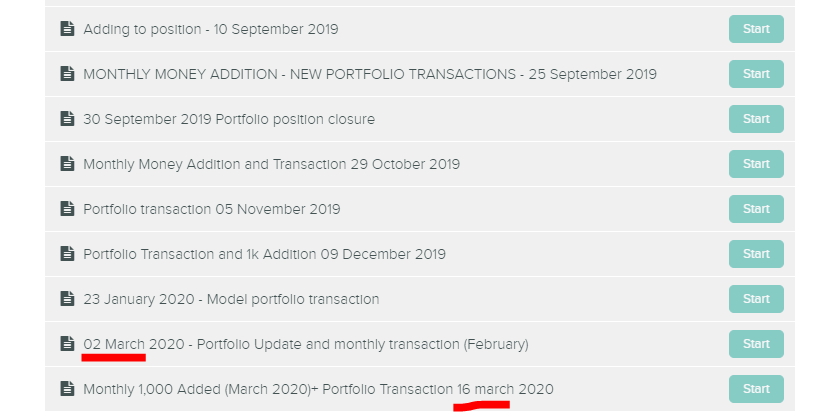 Adding to position - 10 September 2019 Start
MONTHLY MONEY ADDITION - NEW PORTFOLIO TRANSACTIONS - 25 September 2019 Start
30 September 2019 Portfolio position closure Start
Monthly Money Addition and Transaction 29 October 2019 Start
Portfolio transaction 05 November 2019 Start
Portfolio Transaction and 1k Addition 09 December 2019 Start
23 January 2020 - Model portfolio transaction Start
02 March 2020 - Portfolio Update and monthly transaction (February) Start
Monthly 1,000 Added (March 2020)+ Portfolio Transaction 16 march 2020 Start